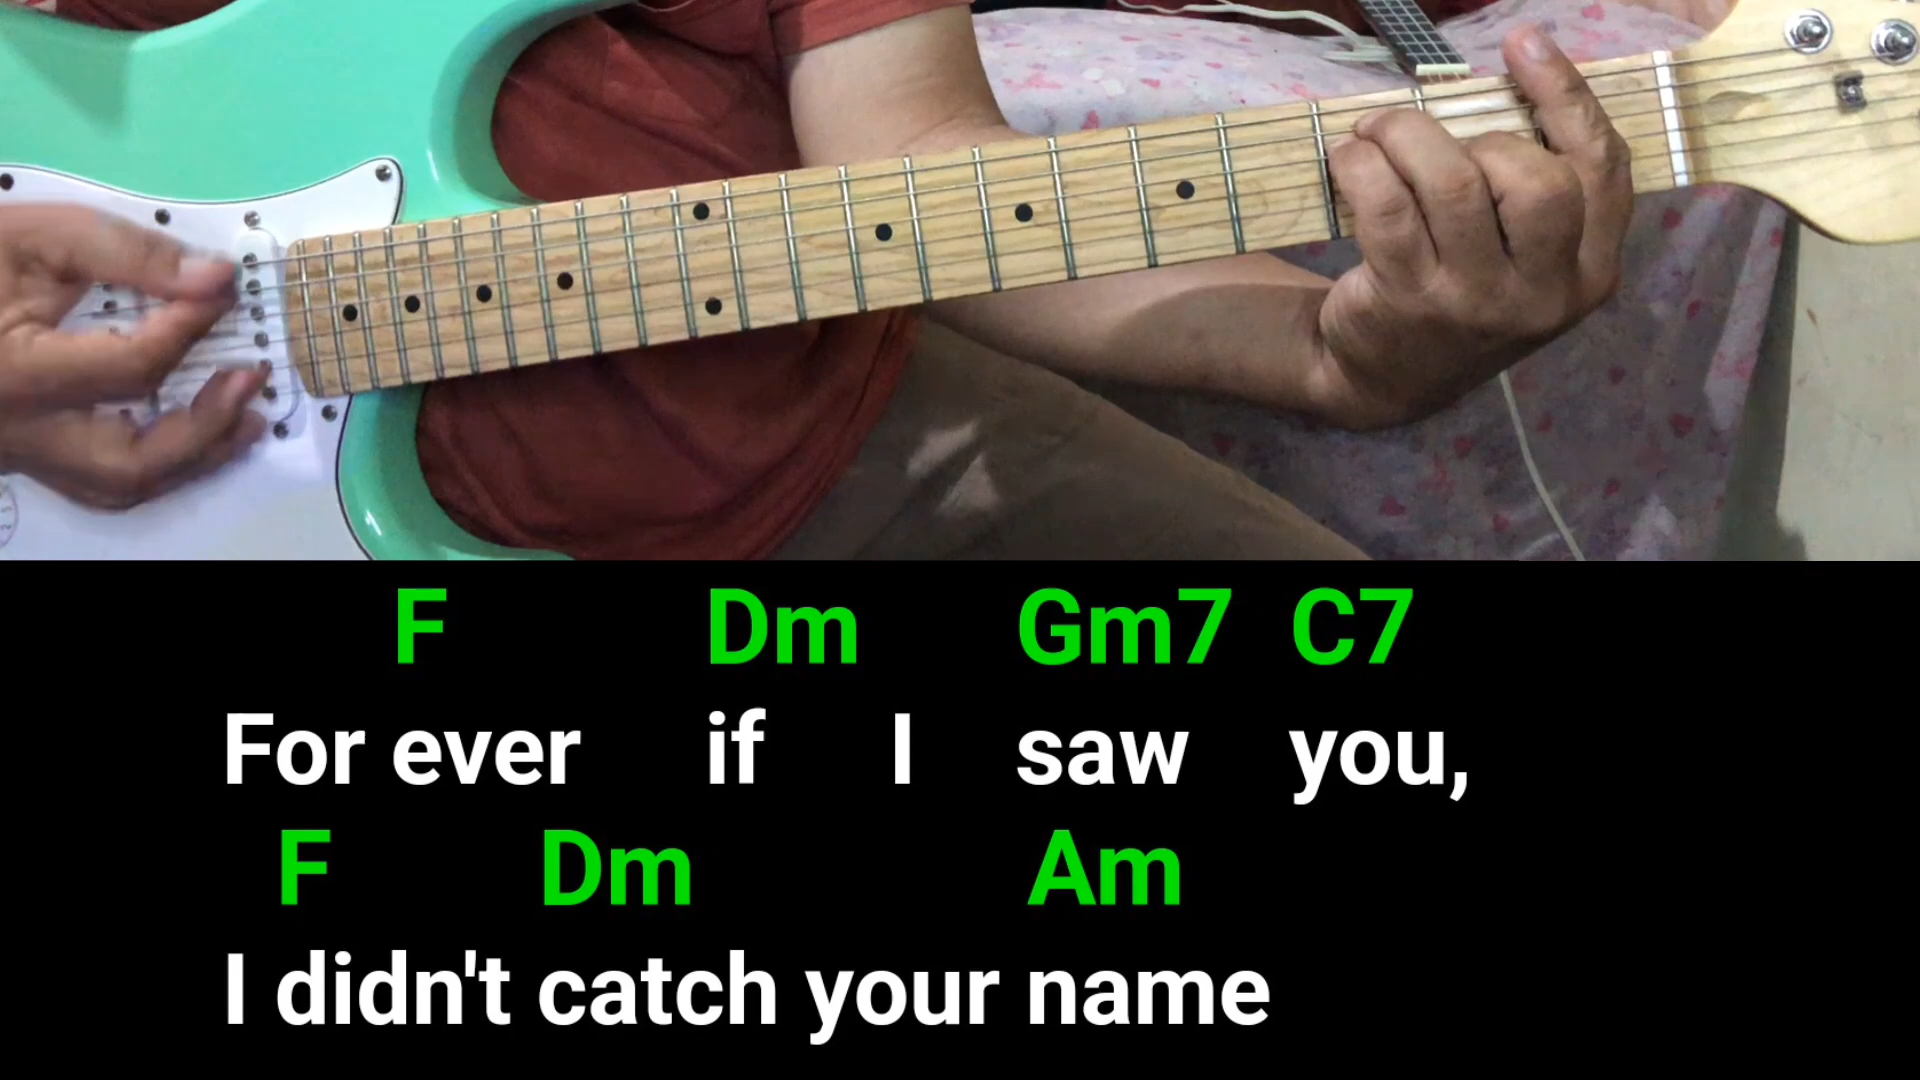 F Dm Gm7 C7
For ever if I saw you,
F Dm Am
I didn't catch your name